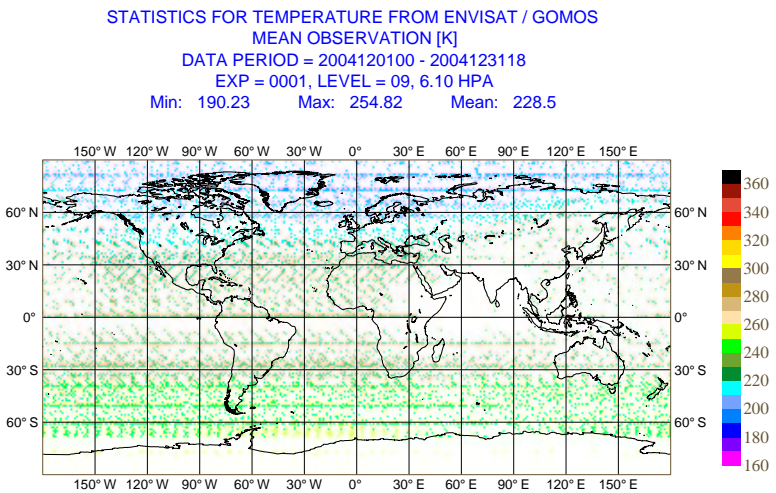 STATISTICS FOR TEMPERATURE FROM ENVISAT / GOMOS
MEAN OBSERVATION [K]
DATA PERIOD = 2004120100 - 2004123118
EXP = 0001, LEVEL = 09, 6.10 HPA
Min: 190.23 Max: 254.82 Mean: 228.5
150°W 120°W 90°W 60°W 30°W 0° 30°E 60°E 90°E 120°E 150°E
60°N 60°N
30°N 30°N
0° 0°
30°S 30°S
60°S 60°S
150°W 120°W 90°W 60°W 30°W 0° 30°E 60°E 90°E 120°E 150°E
360
340
330
320
300
280
260
240
220
200
180
160